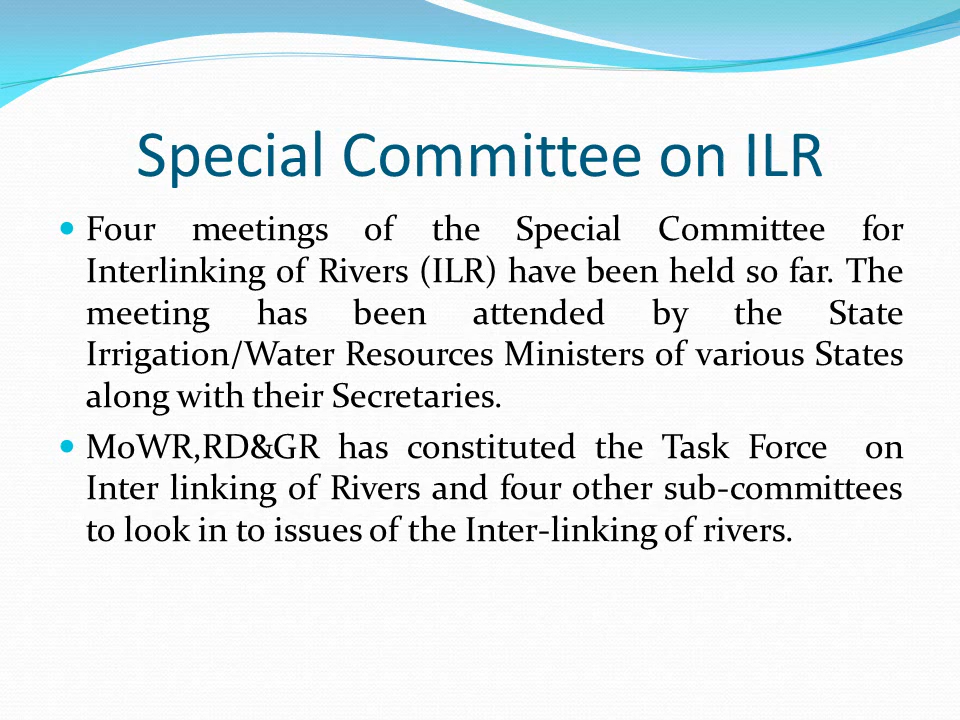 Special Committee on ILR
Four meetings of the Special Committee for
Interlinking of Rivers (ILR) have been held so far. The
meeting has been attended by the State
Irrigation/Water Resources Ministers of various States
along with their Secretaries.
MoWR,RD&GR has constituted the Task Force on
Inter linking of Rivers and four other sub-committees
to look in to issues of the Inter-linking of rivers.